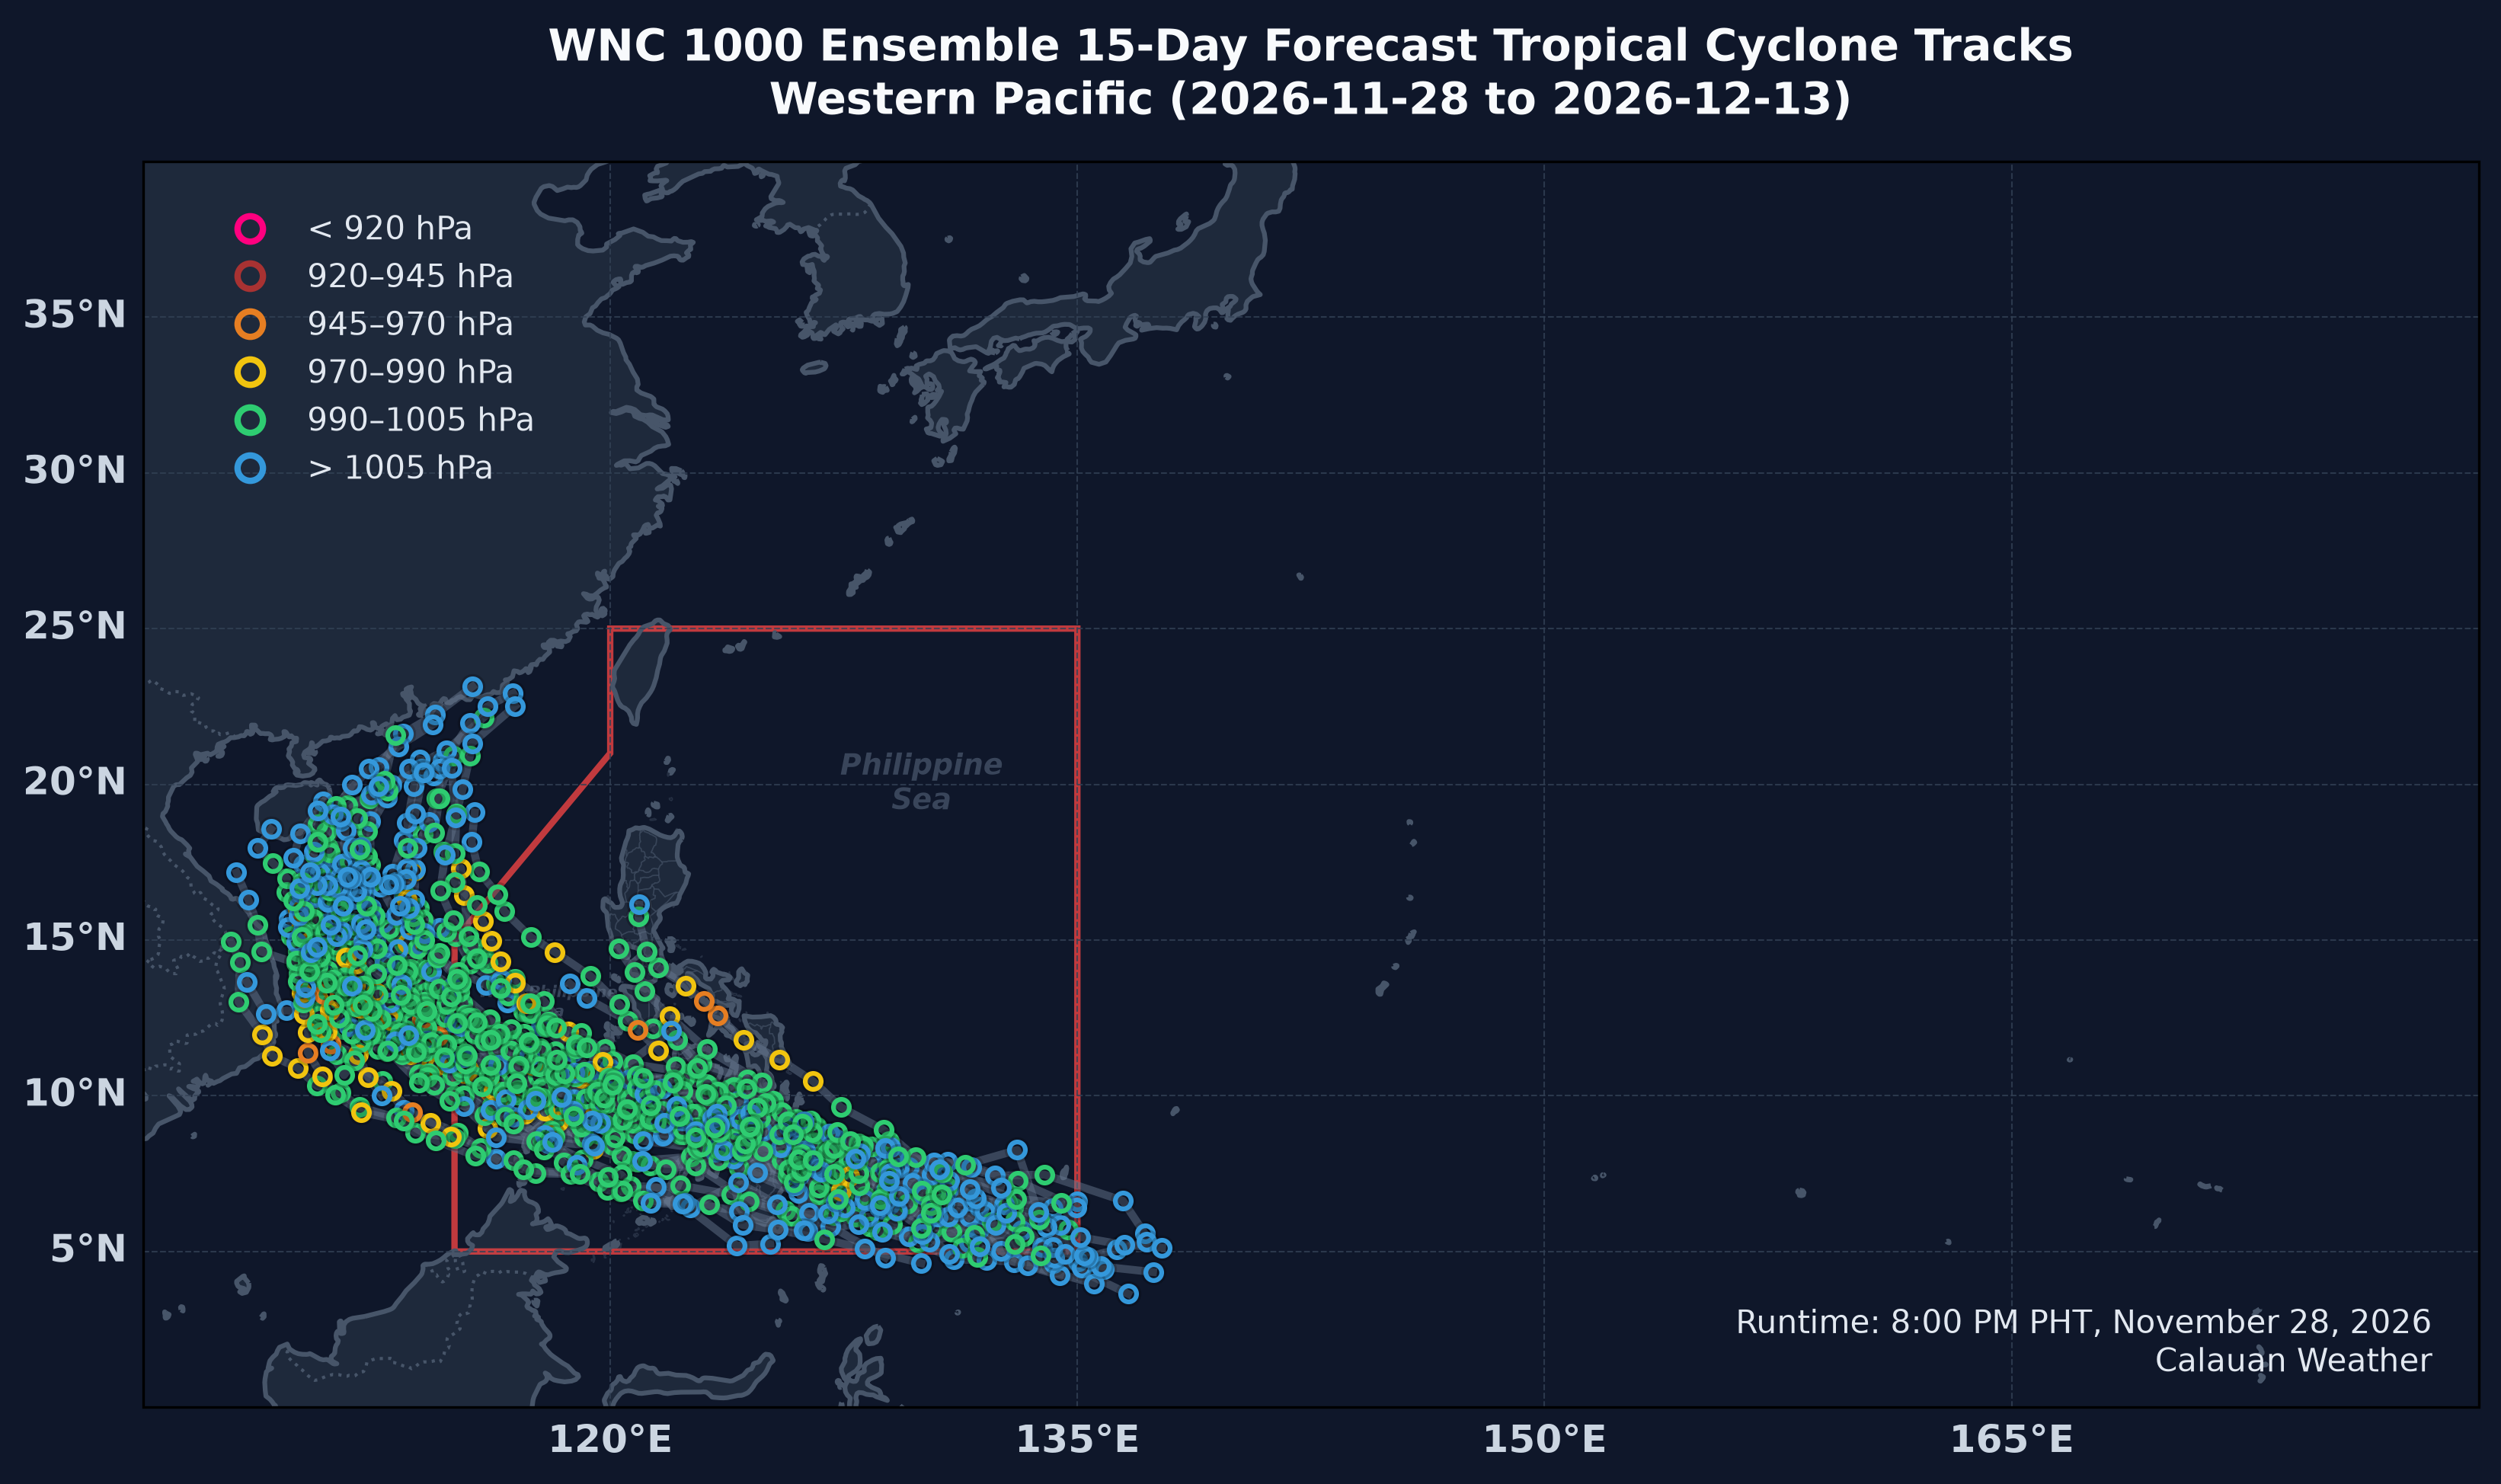 WNC 1000 Ensemble 15-Day Forecast Tropical Cyclone Tracks
Western Pacific (2026-11-28 to 2026-12-13)
< 920 hPa
920–945 hPa
945–970 hPa
970–990 hPa
990–1005 hPa
> 1005 hPa
35°N
30°N
25°N
20°N
15°N
10°N
5°N
Philippine
Sea
Runtime: 8:00 PM PHT, November 28, 2026
Calauan Weather
120°E
135°E
150°E
165°E